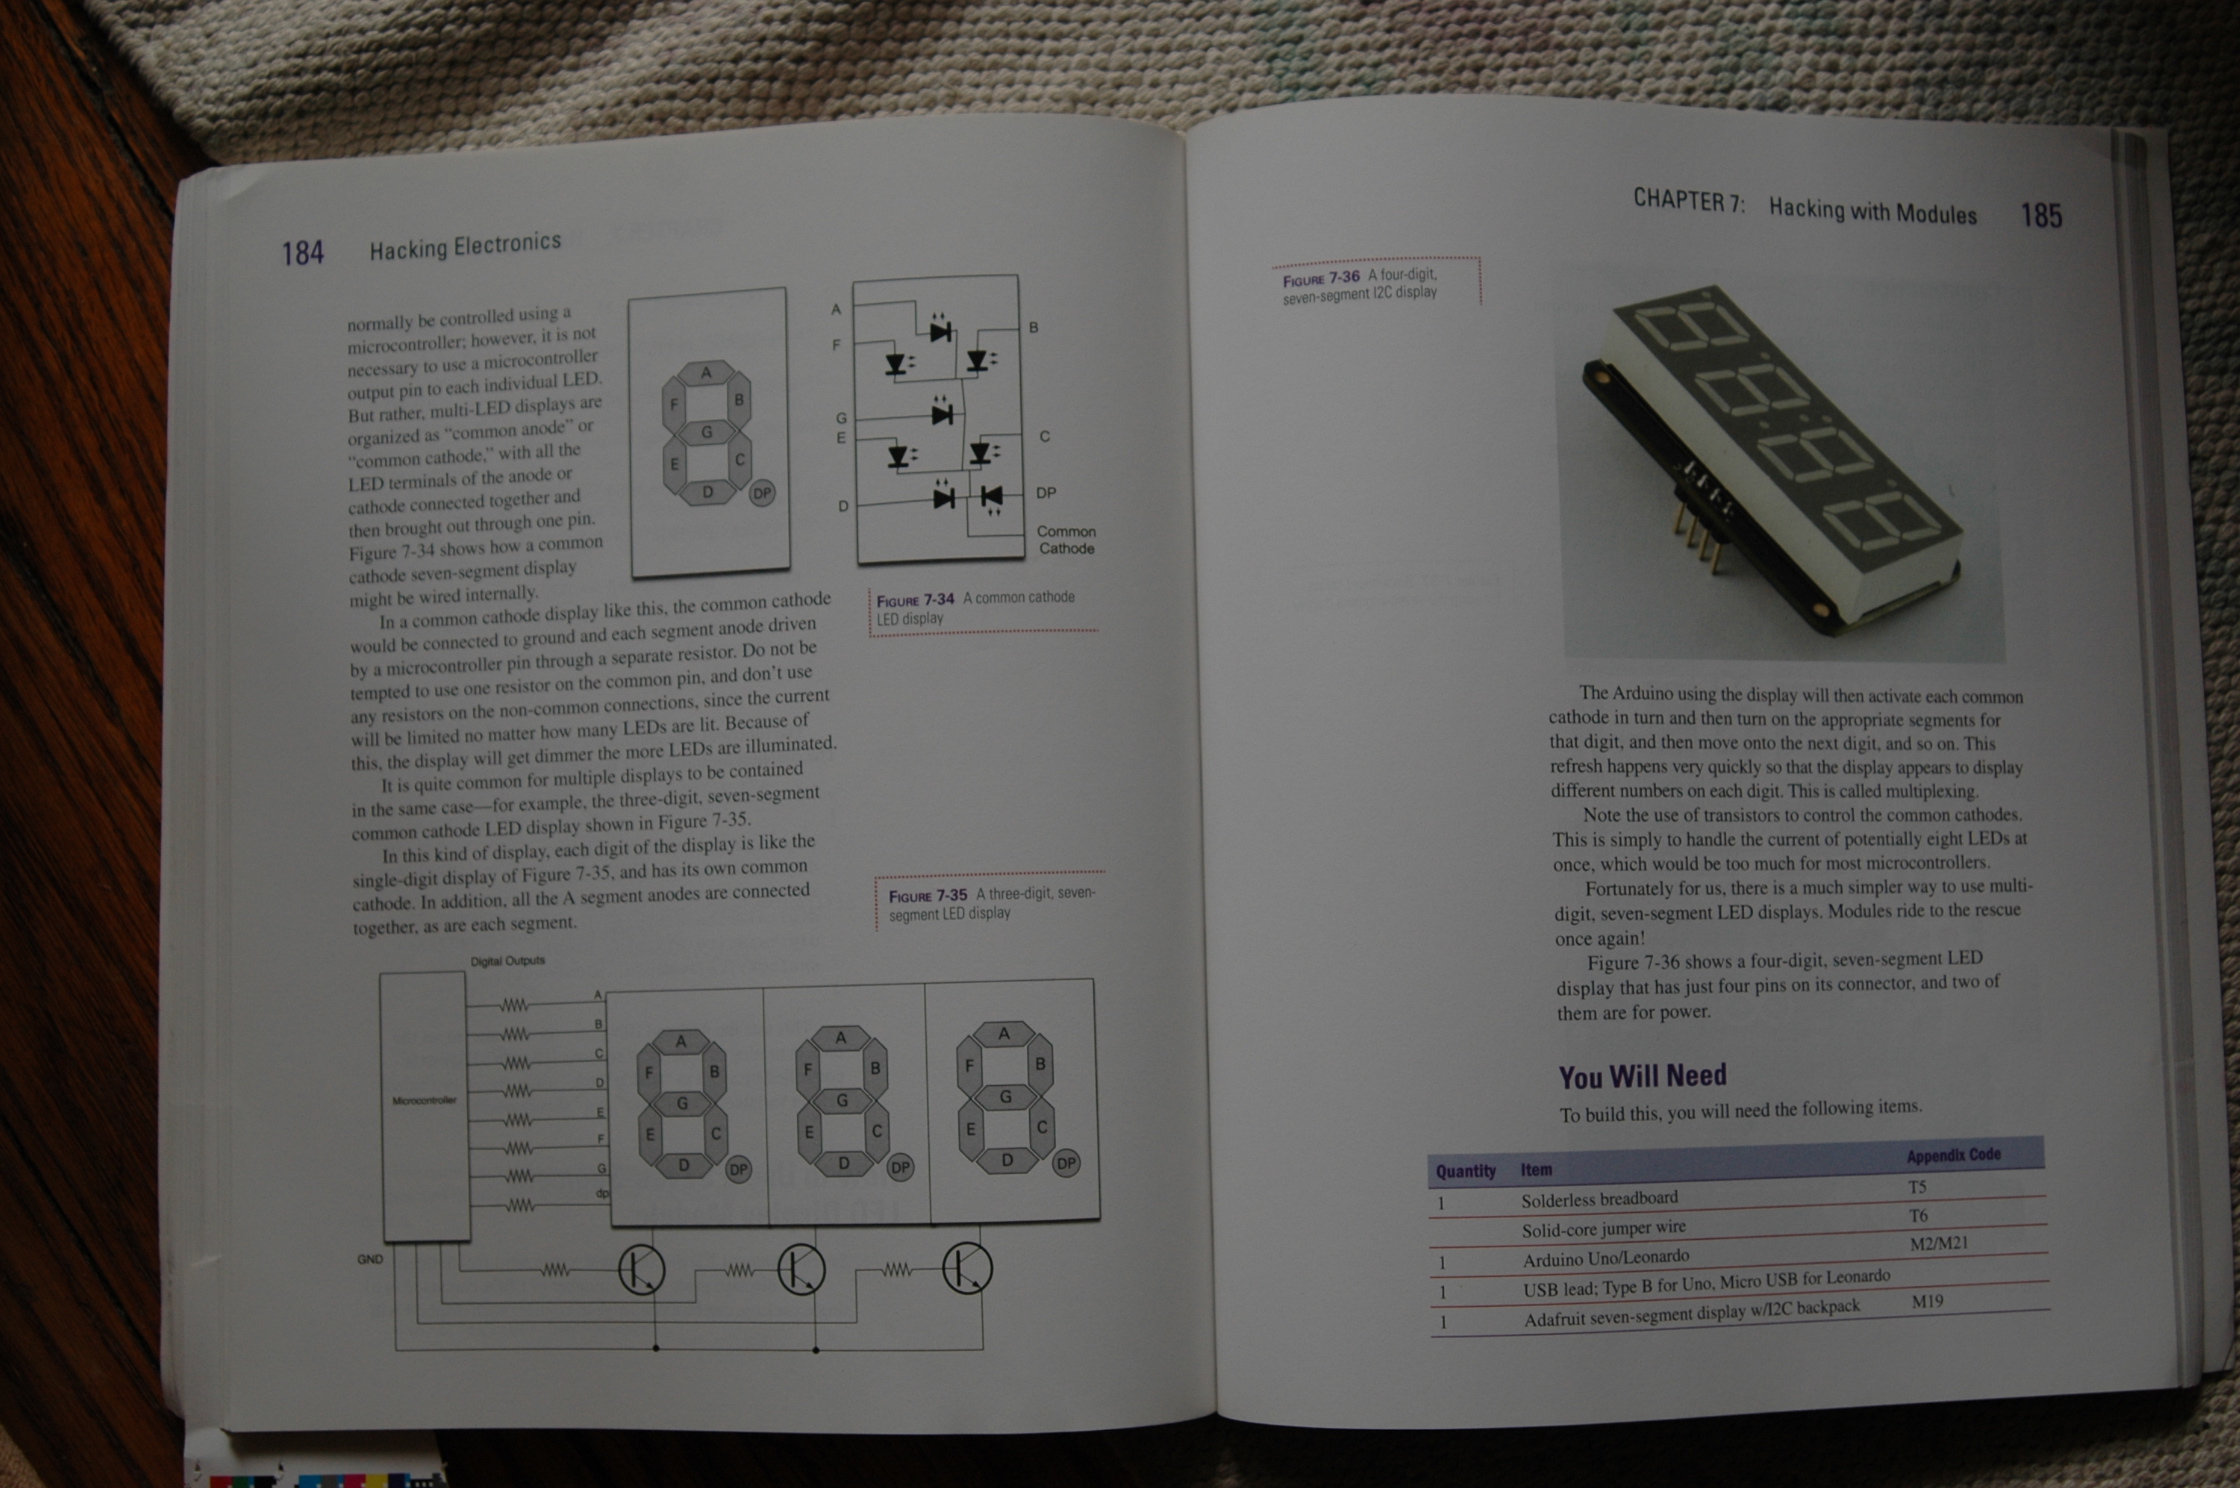 184 Hacking Electronics
normally be controlled using a
microcontroller; however, it is not
necessary to use a microcontroller
output pin to each individual LED.
But rather, multi-LED displays are
organized as “common anode” or
“common cathode,” with all the
LED terminals of the anode or
cathode connected together and
then brought out through one pin.
Figure 7-34 shows how a common
cathode seven-segment display
might be wired internally.
A
F
B
G
E
C
D
DP
A
F
G
E
D
B
C
DP
Common
Cathode
FIGURE 7-34 A common cathode
LED display
In a common cathode display like this, the common cathode
would be connected to ground and each segment anode driven
by a microcontroller pin through a separate resistor. Do not be
tempted to use one resistor on the common pin, and don’t use
any resistors on the non-common connections, since the current
will be limited no matter how many LEDs are lit. Because of
this, the display will get dimmer the more LEDs are illuminated.
It is quite common for multiple displays to be contained
in the same case—for example, the three-digit, seven-segment
common cathode LED display shown in Figure 7-35.
In this kind of display, each digit of the display is like the
single-digit display of Figure 7-35, and has its own common
cathode. In addition, all the A segment anodes are connected
together, as are each segment.
FIGURE 7-35 A three-digit, seven-
segment LED display
Digital Outputs
Microcontroller
GND
A
B
C
D
E
F
G
dp
A
F
B
G
E
C
D
DP
A
F
B
G
E
C
D
DP
A
F
B
G
E
C
D
DP
CHAPTER 7: Hacking with Modules 185
FIGURE 7-36 A four-digit,
seven-segment I2C display
The Arduino using the display will then activate each common
cathode in turn and then turn on the appropriate segments for
that digit, and then move onto the next digit, and so on. This
refresh happens very quickly so that the display appears to display
different numbers on each digit. This is called multiplexing.
Note the use of transistors to control the common cathodes.
This is simply to handle the current of potentially eight LEDs at
once, which would be too much for most microcontrollers.
Fortunately for us, there is a much simpler way to use multi-
digit, seven-segment LED displays. Modules ride to the rescue
once again!
Figure 7-36 shows a four-digit, seven-segment LED
display that has just four pins on its connector, and two of
them are for power.
You Will Need
To build this, you will need the following items.
Quantity Item Appendix Code
1 Solderless breadboard T5
Solid-core jumper wire T6
1 Arduino Uno/Leonardo M2/M21
1 USB lead; Type B for Uno, Micro USB for Leonardo
1 Adafruit seven-segment display w/I2C backpack M19